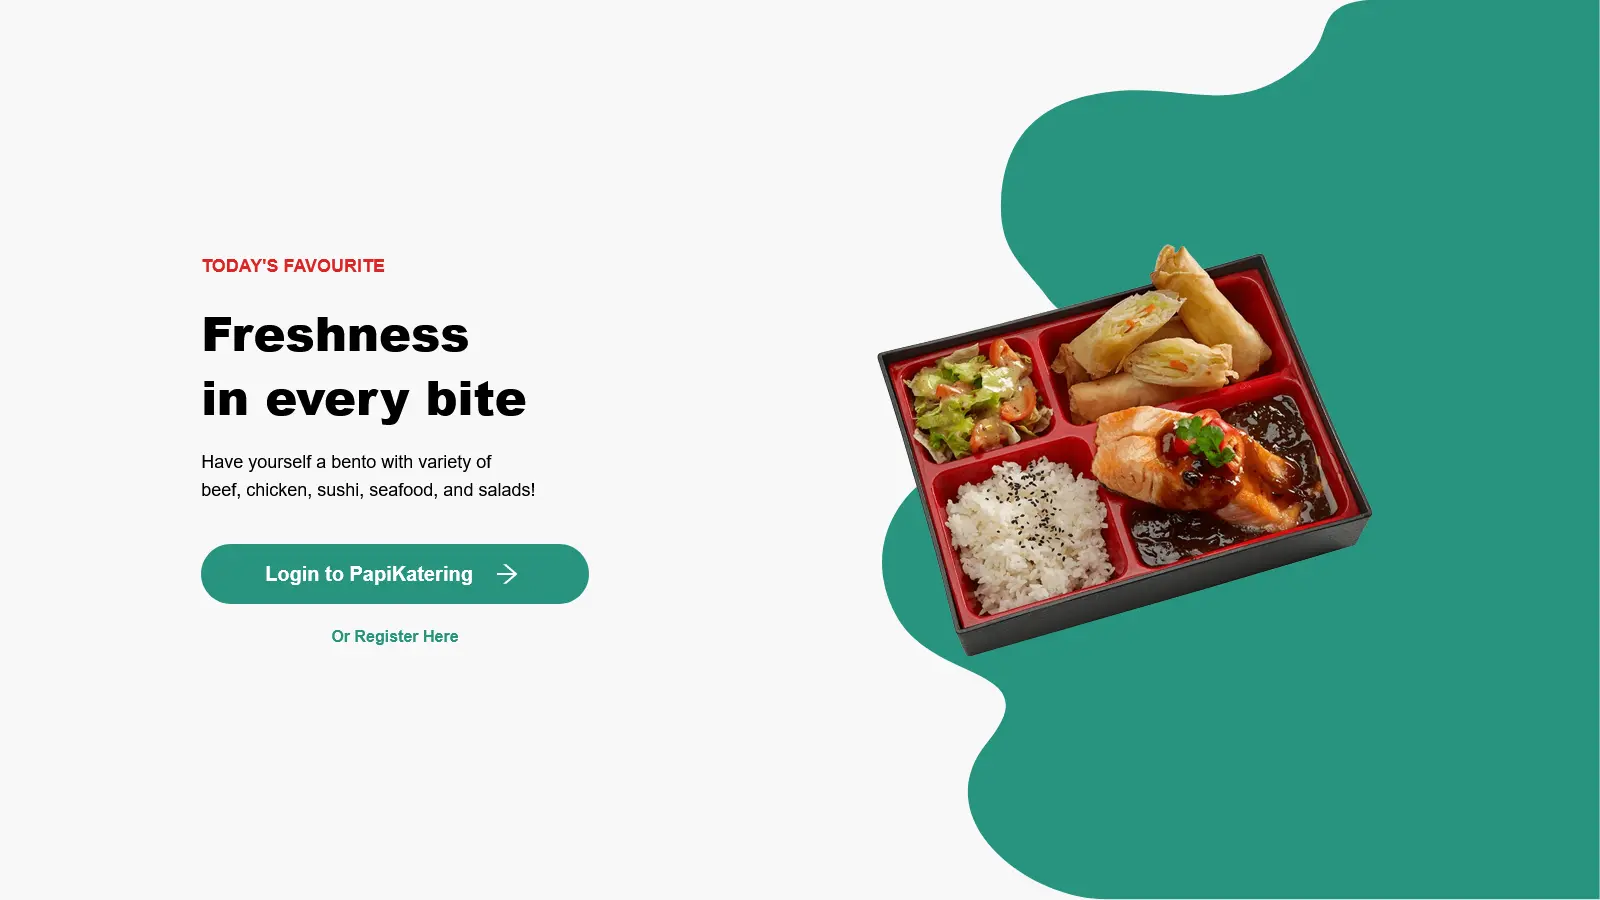 TODAY'S FAVOURITE
Freshness
in every bite
Have yourself a bento with variety of
beef, chicken, sushi, seafood, and salads!
Login to PapiKatering
Or Register Here